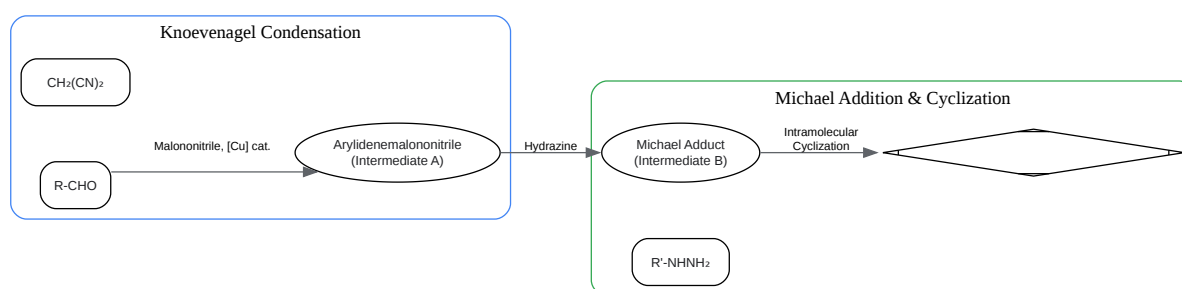 Knoevenagel Condensation
CH₂(CN)₂
Malononitrile, [Cu] cat.
R-CHO
Arylidenemalononitrile
(Intermediate A)
Hydrazine
Michael Addition & Cyclization
Michael Adduct
(Intermediate B)
Intramolecular
Cyclization
R'-NHNH₂